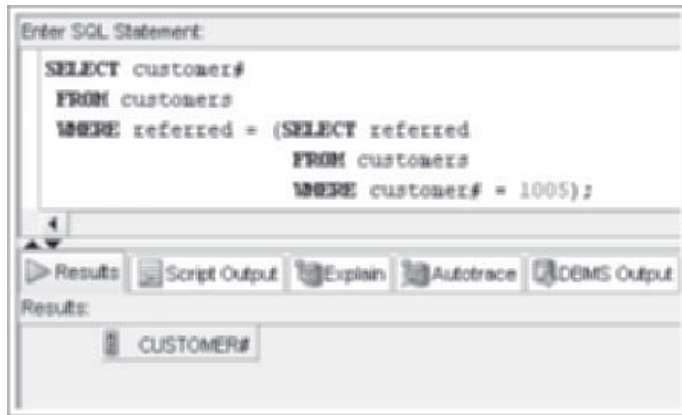 Enter SQL Statement:
SELECT customer#
FROM customers
WHERE referred = (SELECT referred
FROM customers
WHERE customer# = 1005);
Results Script Output Explain Autotrace DBMS Output
Results:
CUSTOMER#